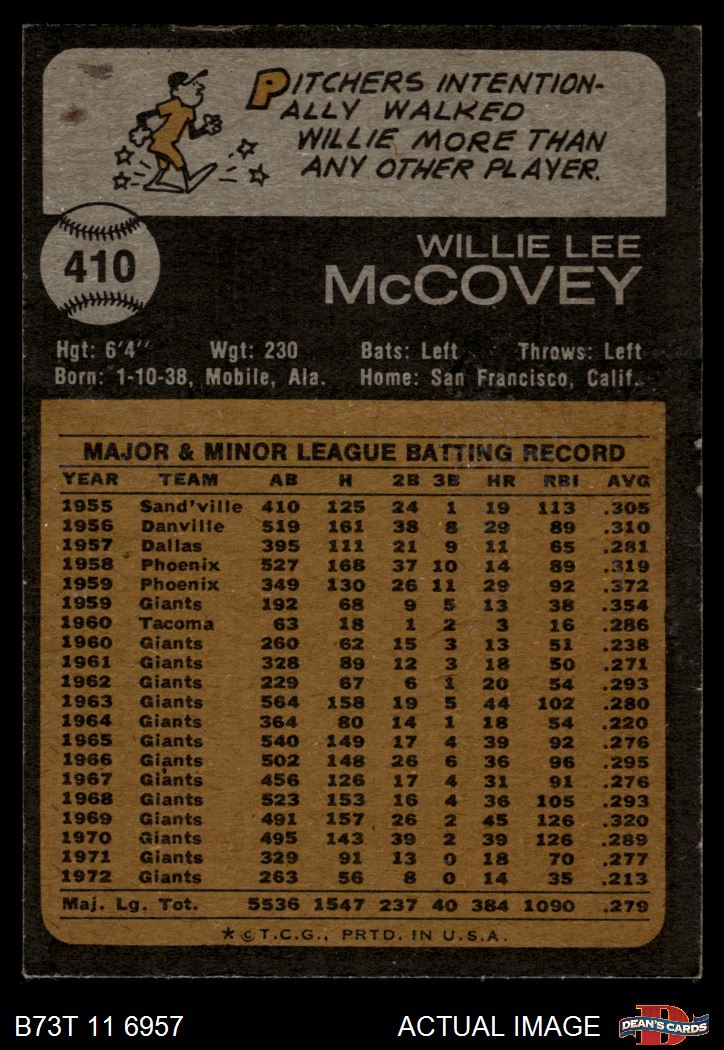 PITCHERS INTENTION-
ALLY WALKED
WILLIE MORE THAN
ANY OTHER PLAYER.
410
WILLIE LEE
McCOVEY
Hgt: 6'4" Wgt: 230 Bats: Left Throws: Left
Born: 1-10-38, Mobile, Ala. Home: San Francisco, Calif.
MAJOR & MINOR LEAGUE BATTING RECORD
YEAR TEAM AB H 2B 3B HR RBI AVG
1955 Sand'ville 410 125 24 1 19 113 .305
1956 Danville 519 161 38 8 29 89 .310
1957 Dallas 395 111 21 9 11 65 .281
1958 Phoenix 527 168 37 10 14 89 .319
1959 Phoenix 349 130 26 11 29 92 .372
1959 Giants 192 68 9 5 13 38 .354
1960 Tacoma 63 18 1 2 3 16 .286
1960 Giants 260 62 15 3 13 51 .238
1961 Giants 328 89 12 3 18 50 .271
1962 Giants 229 67 6 1 20 54 .293
1963 Giants 564 158 19 5 44 102 .280
1964 Giants 364 80 14 1 18 54 .220
1965 Giants 540 149 17 4 39 92 .276
1966 Giants 502 148 26 6 36 96 .295
1967 Giants 456 126 17 4 31 91 .276
1968 Giants 523 153 16 4 36 105 .293
1969 Giants 491 157 26 2 45 126 .320
1970 Giants 495 143 39 2 39 126 .289
1971 Giants 329 91 13 0 18 70 .277
1972 Giants 263 56 8 0 14 35 .213
Maj. Lg. Tot. 5536 1547 237 40 384 1090 .279
★ © T.C.G., PRTD. IN U.S.A.
B73T 11 6957 ACTUAL IMAGE DEAN'S CARDS